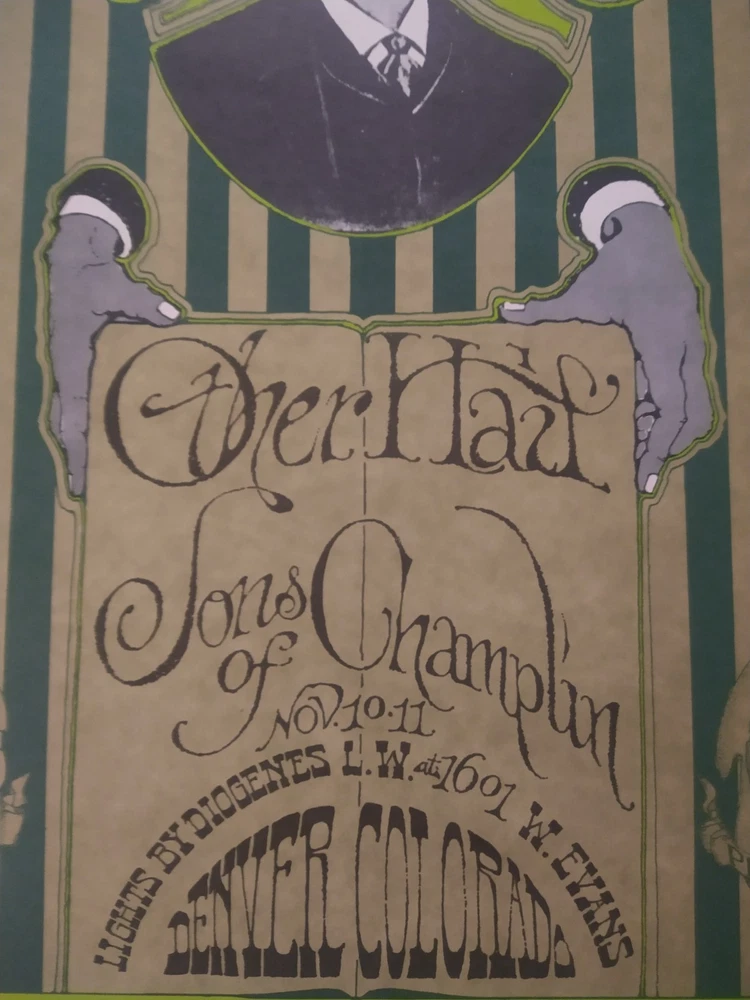 Other Half
Sons
of Champlin
NOV. 10·11
LIGHTS BY DIOGENES L.W. at 1601 W. EVANS
DENVER COLORADO